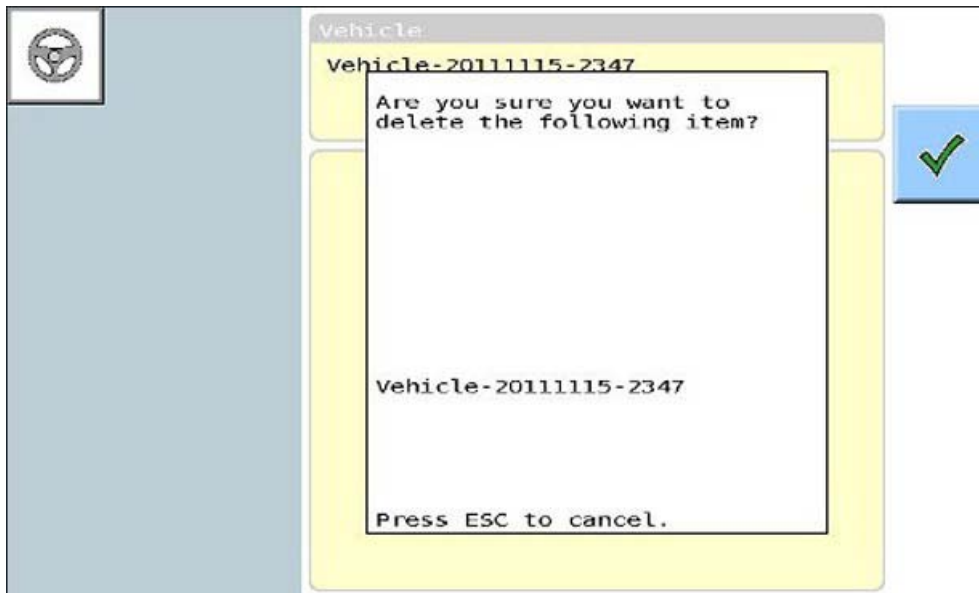 Vehicle
Vehicle-20111115-2347
Are you sure you want to
delete the following item?
Vehicle-20111115-2347
Press ESC to cancel.